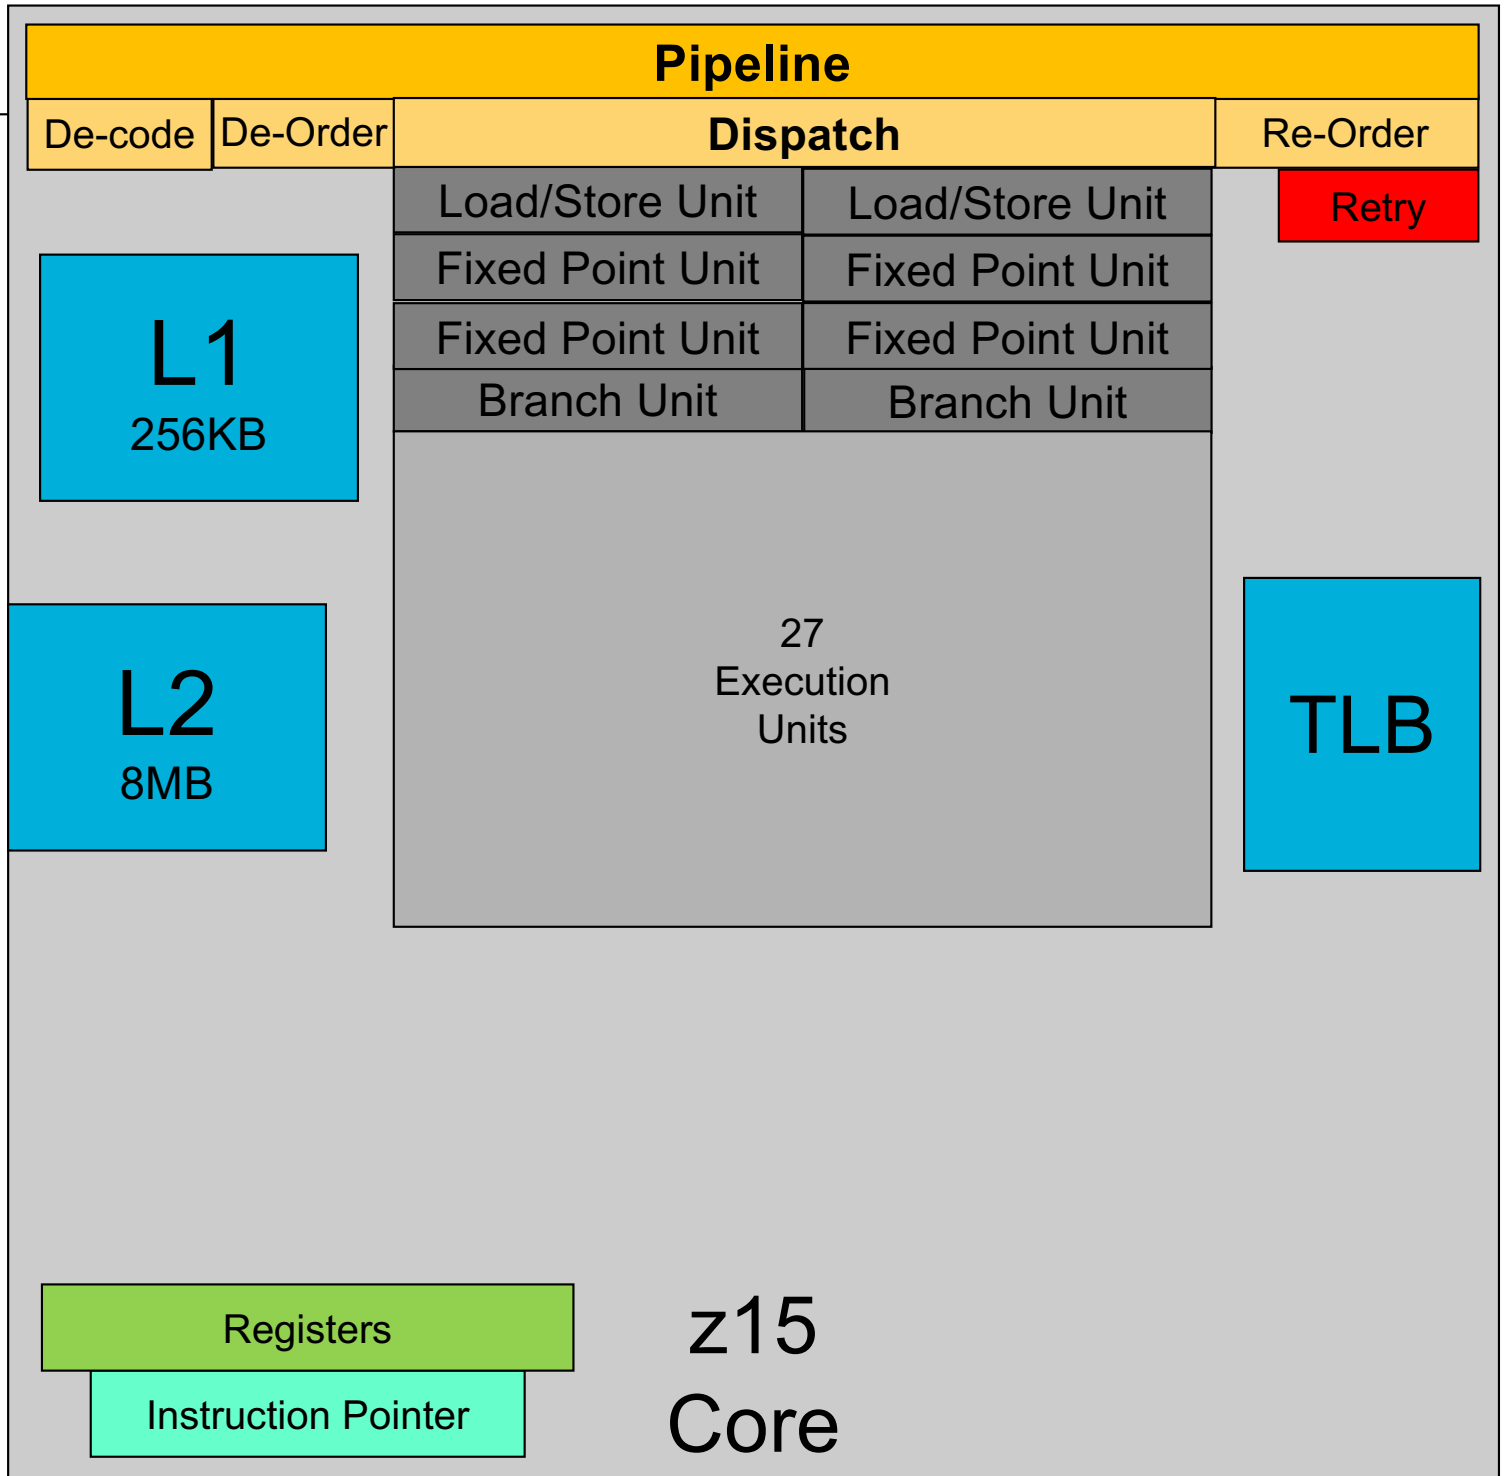 Pipeline
De-code De-Order Dispatch Re-Order
Load/Store Unit Load/Store Unit Retry
Fixed Point Unit Fixed Point Unit
Fixed Point Unit Fixed Point Unit
Branch Unit Branch Unit
L1
256KB
27
Execution
Units
L2
8MB
TLB
Registers
Instruction Pointer
z15
Core